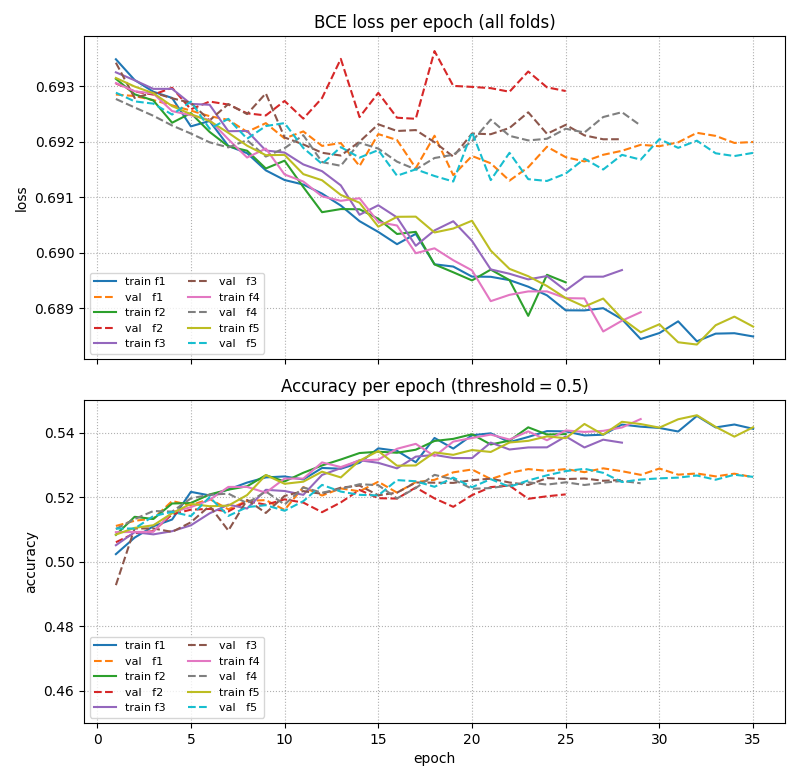 BCE loss per epoch (all folds)
0.693
0.692
0.691
0.690
0.689
loss
train f1
val f1
train f2
val f2
train f3
val f3
train f4
val f4
train f5
val f5
Accuracy per epoch (threshold = 0.5)
0.54
0.52
0.50
0.48
0.46
accuracy
train f1
val f1
train f2
val f2
train f3
val f3
train f4
val f4
train f5
val f5
0 5 10 15 20 25 30 35
epoch